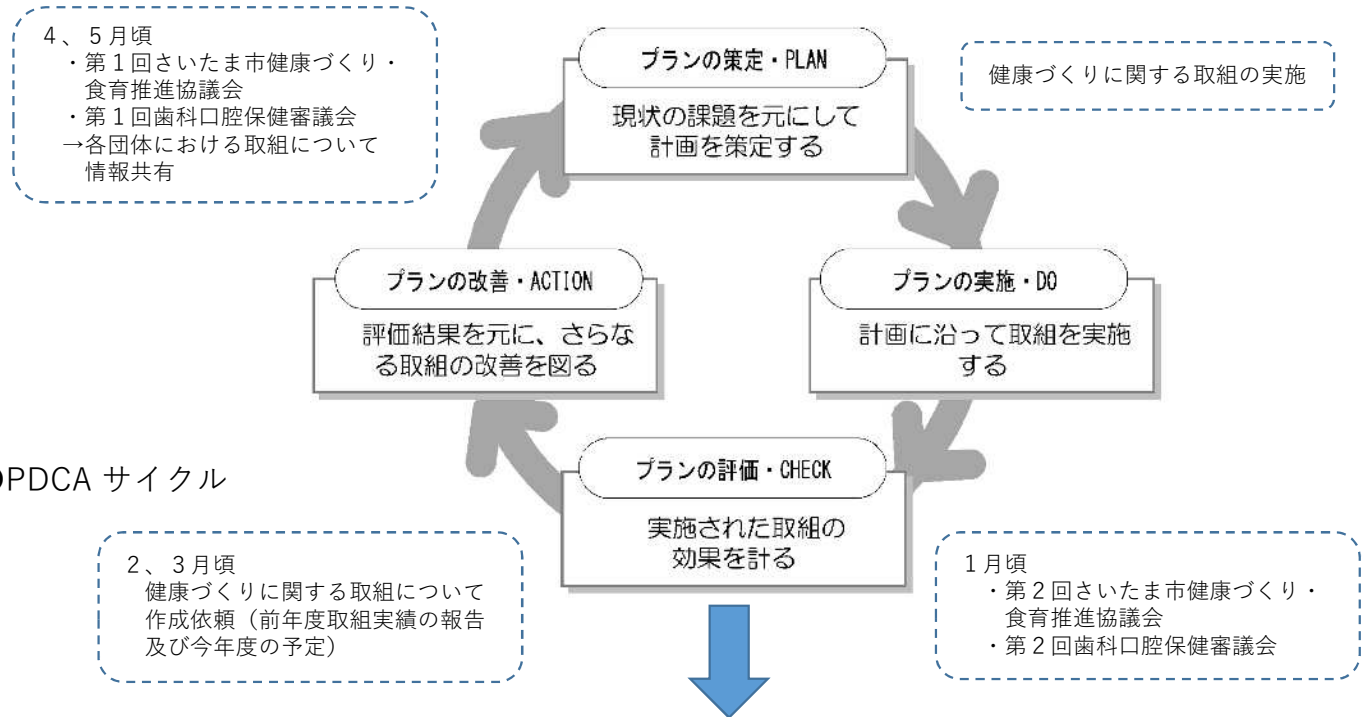 ４、５月頃
・第１回さいたま市健康づくり・
食育推進協議会
・第１回歯科口腔保健審議会
→各団体における取組について
情報共有
プランの策定・PLAN
現状の課題を元にして
計画を策定する
健康づくりに関する取組の実施
プランの改善・ACTION
評価結果を元に、さらな
る取組の改善を図る
プランの実施・DO
計画に沿って取組を実施
する
PDCA サイクル
プランの評価・CHECK
実施された取組の
効果を計る
２、３月頃
健康づくりに関する取組について
作成依頼（前年度取組実績の報告
及び今年度の予定）
１月頃
・第２回さいたま市健康づくり・
食育推進協議会
・第２回歯科口腔保健審議会